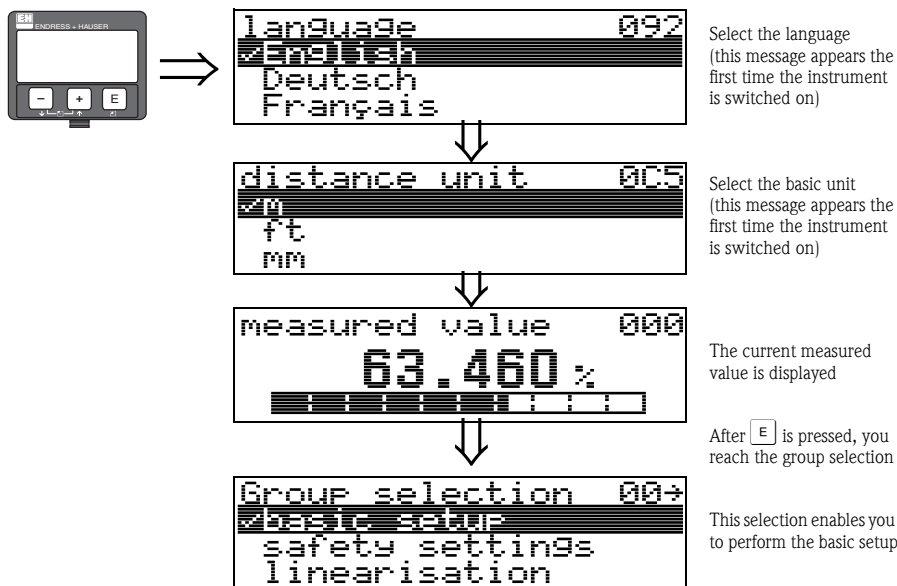 E+H
ENDRESS + HAUSER
– + E
language 092
✓English
Deutsch
Français
Select the language
(this message appears the
first time the instrument
is switched on)
distance unit 0C5
✓m
ft
mm
Select the basic unit
(this message appears the
first time the instrument
is switched on)
measured value 000
63.460 %
The current measured
value is displayed
After E is pressed, you
reach the group selection
Group selection 00→
✓basic setup
safety settings
linearisation
This selection enables you
to perform the basic setup